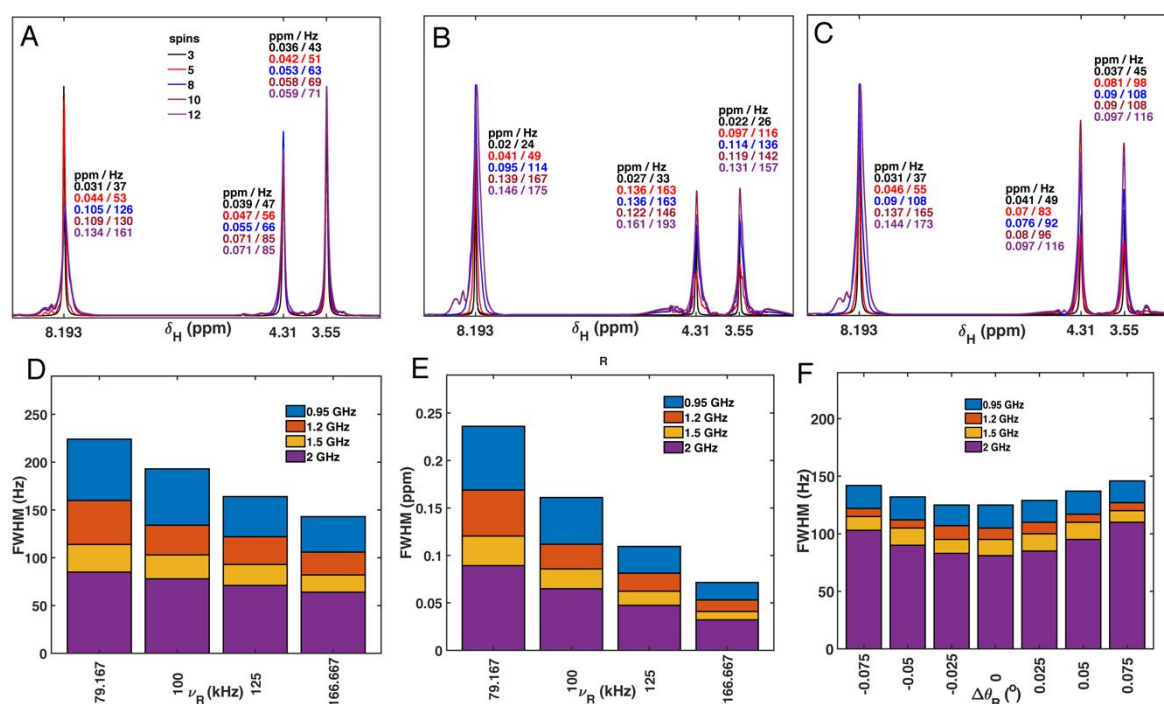 A
spins
3
5
8
10
12
ppm / Hz
0.036 / 43
0.042 / 51
0.053 / 63
0.058 / 69
0.059 / 71
ppm / Hz
0.031 / 37
0.044 / 53
0.105 / 126
0.109 / 130
0.134 / 161
ppm / Hz
0.039 / 47
0.047 / 56
0.055 / 66
0.071 / 85
0.071 / 85
8.193 4.31 3.55
δH (ppm)
B
ppm / Hz
0.02 / 24
0.041 / 49
0.095 / 114
0.139 / 167
0.146 / 175
ppm / Hz
0.027 / 33
0.136 / 163
0.136 / 163
0.122 / 146
0.161 / 193
ppm / Hz
0.022 / 26
0.097 / 116
0.114 / 136
0.119 / 142
0.131 / 157
8.193 4.31 3.55
δH (ppm)
C
ppm / Hz
0.037 / 45
0.081 / 98
0.09 / 108
0.09 / 108
0.097 / 116
ppm / Hz
0.031 / 37
0.046 / 55
0.09 / 108
0.137 / 165
0.144 / 173
ppm / Hz
0.041 / 49
0.07 / 83
0.076 / 92
0.08 / 96
0.097 / 116
8.193 4.31 3.55
δH (ppm)
D
FWHM (Hz)
250
200
150
100
50
0
0.95 GHz
1.2 GHz
1.5 GHz
2 GHz
79.167 100 125 166.667
νR (kHz)
R
E
FWHM (ppm)
0.25
0.2
0.15
0.1
0.05
0
0.95 GHz
1.2 GHz
1.5 GHz
2 GHz
79.167 100 125 166.667
νR (kHz)
F
FWHM (Hz)
200
150
100
50
0
0.95 GHz
1.2 GHz
1.5 GHz
2 GHz
-0.075 -0.05 -0.025 0 0.025 0.05 0.075
ΔθR (°)